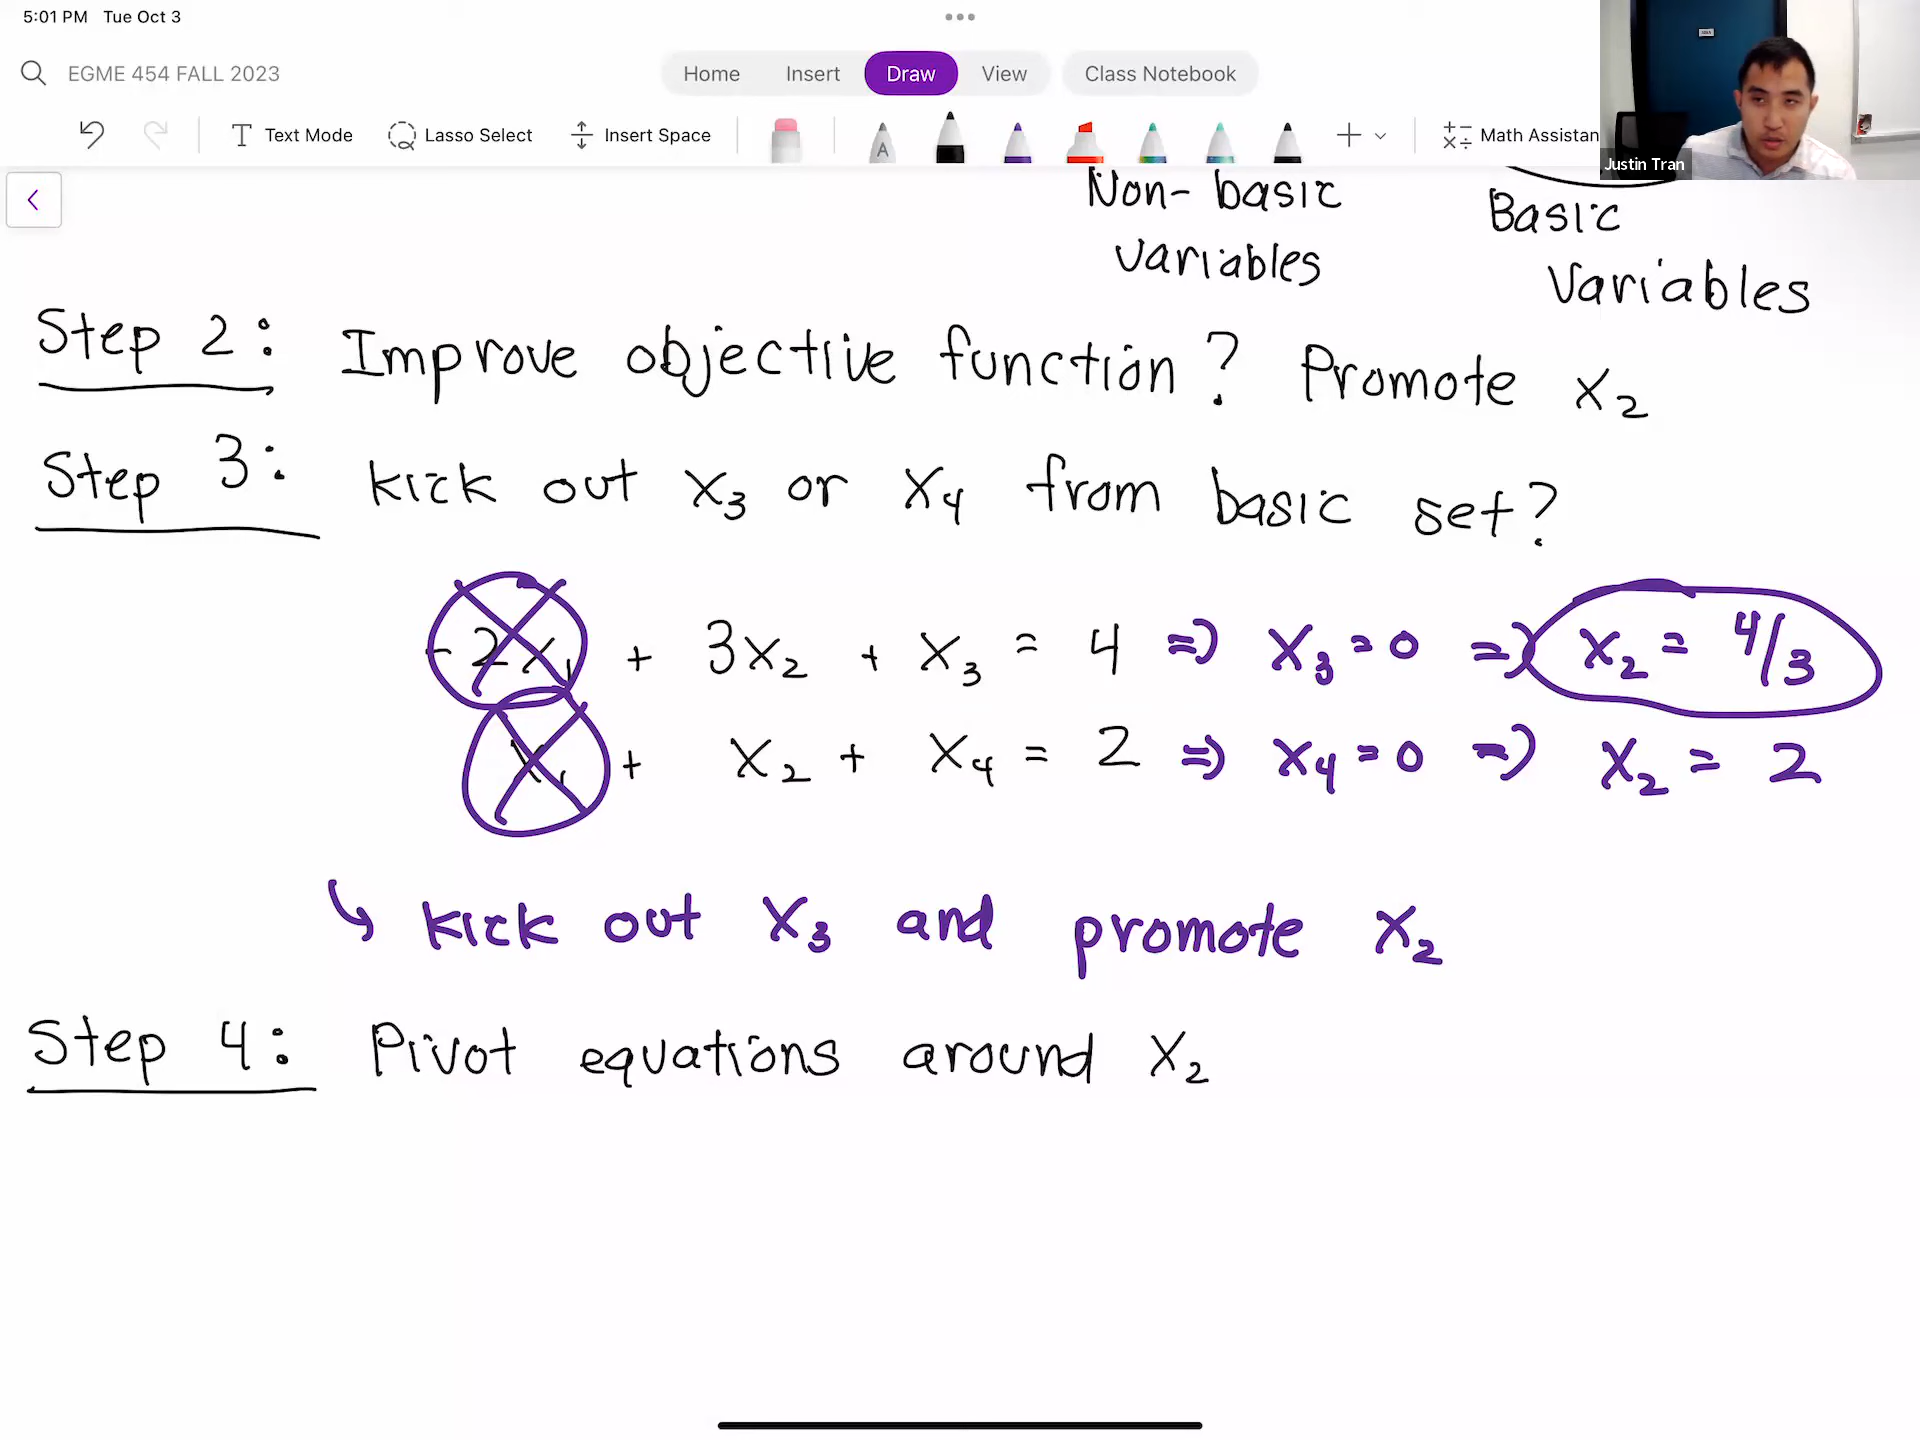 5:01 PM Tue Oct 3
EGME 454 FALL 2023
Home Insert Draw View Class Notebook
Text Mode Lasso Select Insert Space Math Assistan
Justin Tran
Non-basic
variables
Basic
variables
Step 2: Improve objective function? Promote x₂
Step 3: kick out x₃ or x₄ from basic set?
-2x₁ + 3x₂ + x₃ = 4 => x₃ = 0 => x₂ = 4/3
x₁ + x₂ + x₄ = 2 => x₄ = 0 => x₂ = 2
↳ kick out x₃ and promote x₂
Step 4: Pivot equations around x₂